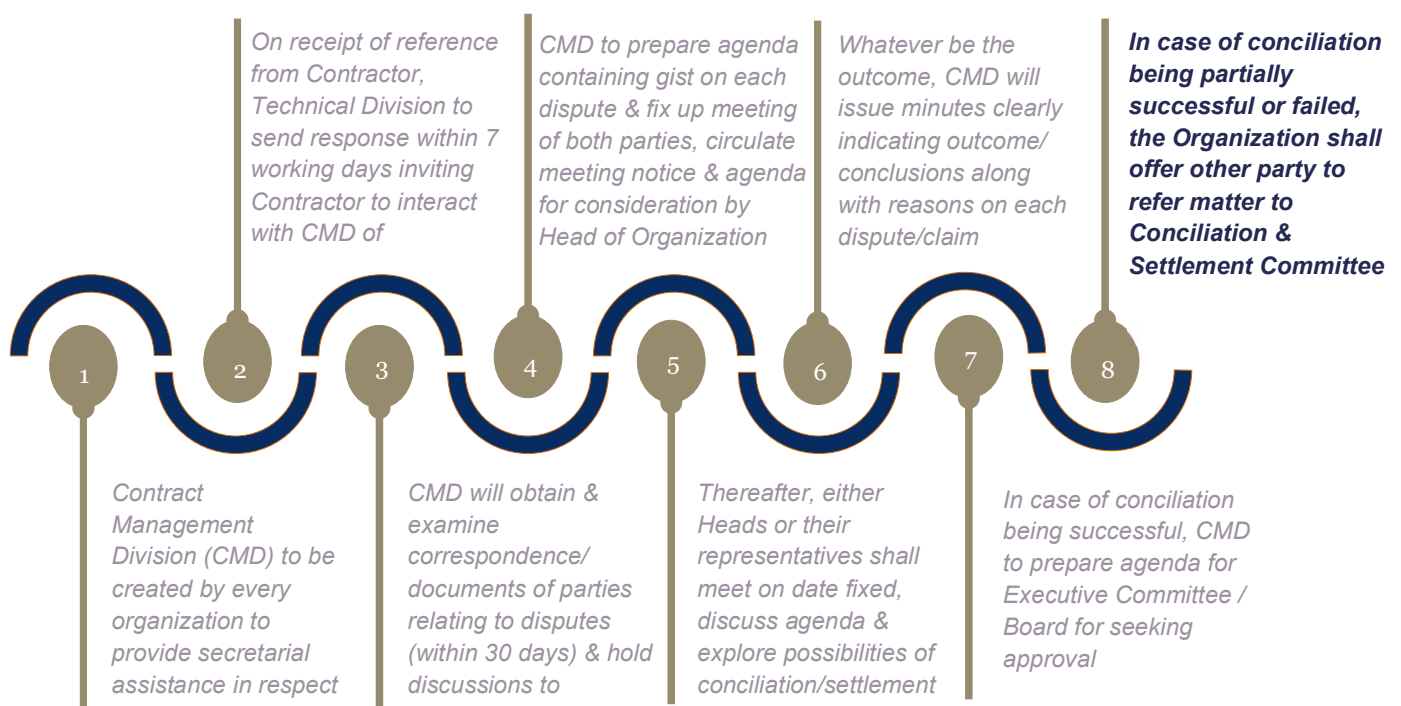 On receipt of reference
from Contractor,
Technical Division to
send response within 7
working days inviting
Contractor to interact
with CMD of
CMD to prepare agenda
containing gist on each
dispute & fix up meeting
of both parties, circulate
meeting notice & agenda
for consideration by
Head of Organization
Whatever be the
outcome, CMD will
issue minutes clearly
indicating outcome/
conclusions along
with reasons on each
dispute/claim
In case of conciliation
being partially
successful or failed,
the Organization shall
offer other party to
refer matter to
Conciliation &
Settlement Committee
1
2
3
4
5
6
7
8
Contract
Management
Division (CMD) to be
created by every
organization to
provide secretarial
assistance in respect
CMD will obtain &
examine
correspondence/
documents of parties
relating to disputes
(within 30 days) & hold
discussions to
Thereafter, either
Heads or their
representatives shall
meet on date fixed,
discuss agenda &
explore possibilities of
conciliation/settlement
In case of conciliation
being successful, CMD
to prepare agenda for
Executive Committee /
Board for seeking
approval